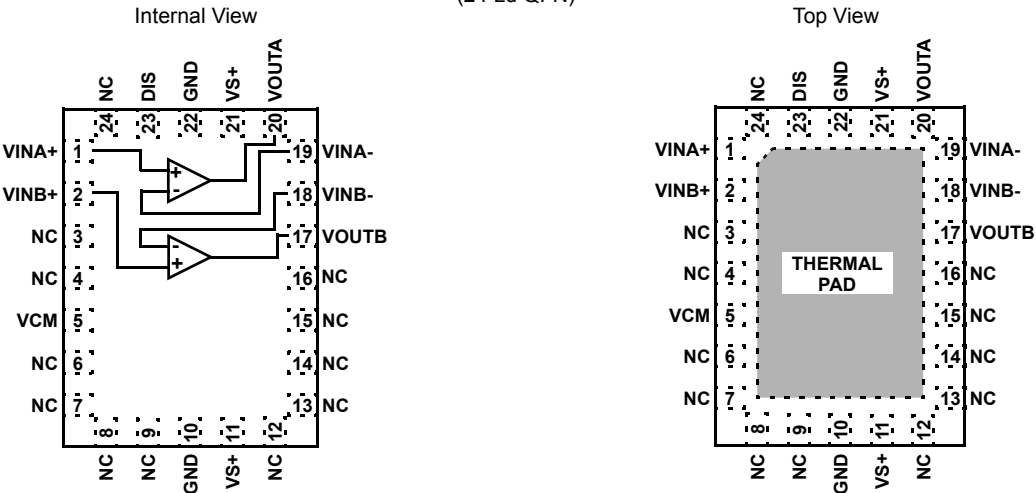 Internal View
Top View
NC DIS GND VS+ VOUTA
24 23 22 21 20
VINA+ 1 19 VINA-
VINB+ 2 18 VINB-
NC 3 17 VOUTB
NC 4 16 NC
VCM 5 15 NC
NC 6 14 NC
NC 7 13 NC
8 9 10 11 12
NC NC GND VS+ NC
+
-
-
+
NC DIS GND VS+ VOUTA
24 23 22 21 20
VINA+ 1 19 VINA-
VINB+ 2 18 VINB-
NC 3 17 VOUTB
NC 4 16 NC
VCM 5 15 NC
NC 6 14 NC
NC 7 13 NC
THERMAL
PAD
8 9 10 11 12
NC NC GND VS+ NC